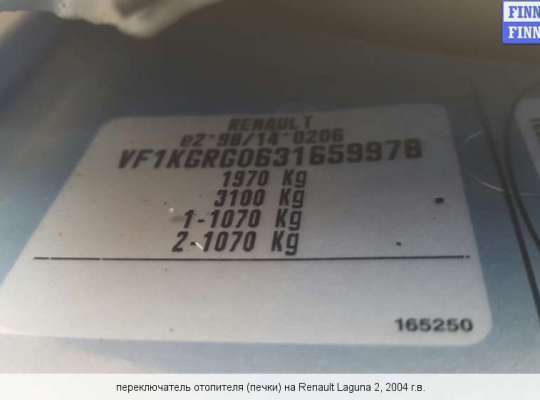 FINN
FINN
RENAULT
e2*98/14*0206
VF1KGRG0631659978
1970 Kg
3100 Kg
1-1070 Kg
2-1070 Kg
165250
переключатель отопителя (печки) на Renault Laguna 2, 2004 г.в.